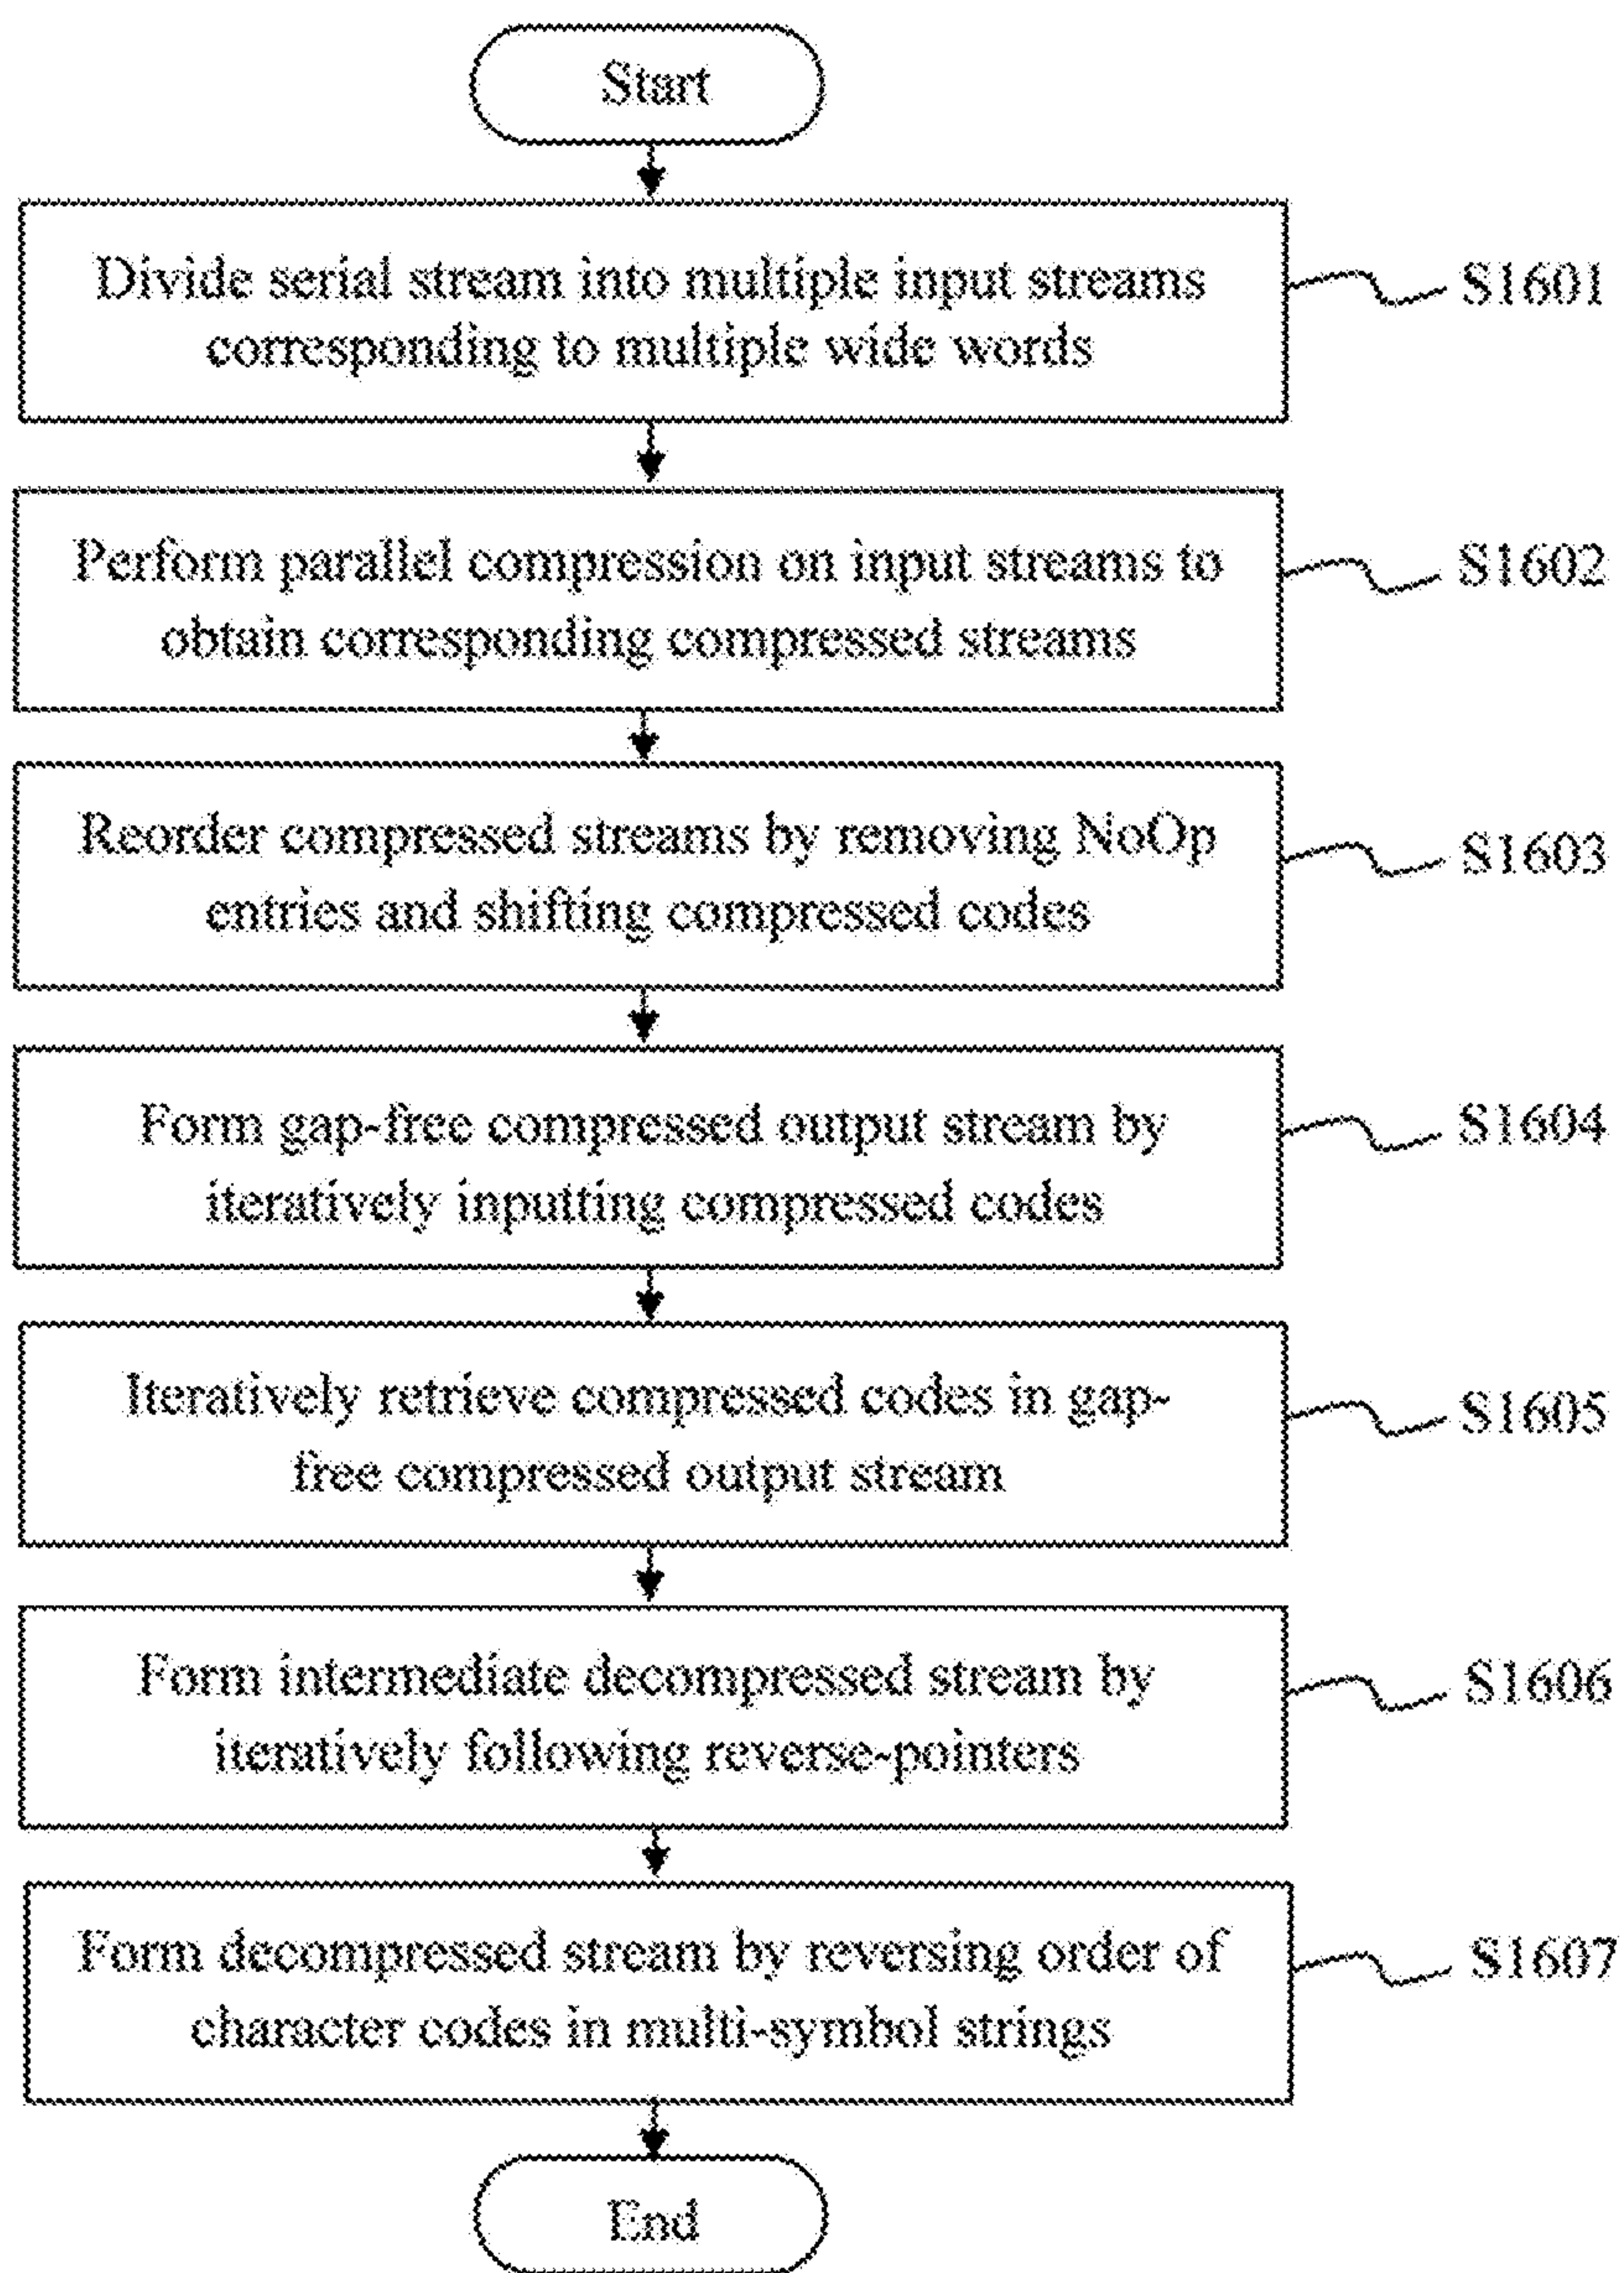 Start
Divide serial stream into multiple input streams
corresponding to multiple wide words
S1601
Perform parallel compression on input streams to
obtain corresponding compressed streams
S1602
Reorder compressed streams by removing NoOp
entries and shifting compressed codes
S1603
Form gap-free compressed output stream by
iteratively inputting compressed codes
S1604
Iteratively retrieve compressed codes in gap-
free compressed output stream
S1605
Form intermediate decompressed stream by
iteratively following reverse-pointers
S1606
Form decompressed stream by reversing order of
character codes in multi-symbol strings
S1607
End